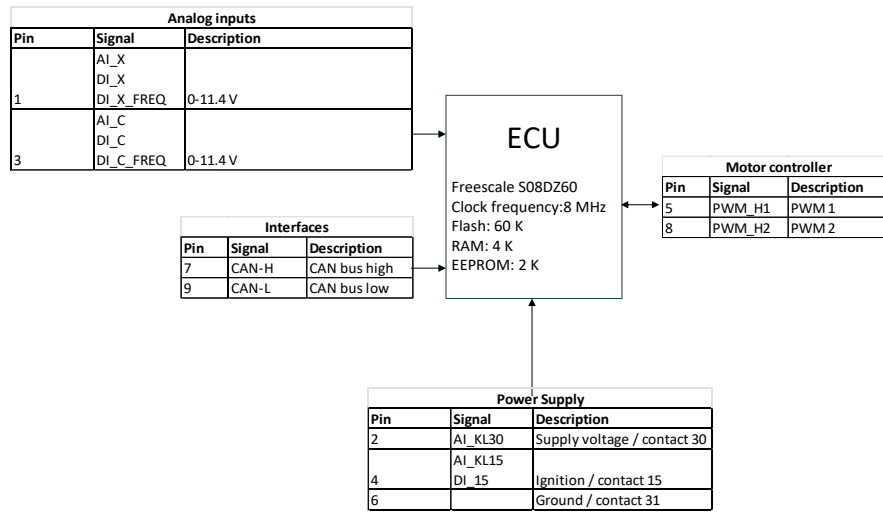 Analog inputs
Pin Signal Description
AI_X
DI_X
1 DI_X_FREQ 0-11.4 V
AI_C
DI_C
3 DI_C_FREQ 0-11.4 V
ECU
Freescale S08DZ60
Clock frequency:8 MHz
Flash: 60 K
RAM: 4 K
EEPROM: 2 K
Motor controller
Pin Signal Description
5 PWM_H1 PWM 1
8 PWM_H2 PWM 2
Interfaces
Pin Signal Description
7 CAN-H CAN bus high
9 CAN-L CAN bus low
Power Supply
Pin Signal Description
2 AI_KL30 Supply voltage / contact 30
AI_KL15
4 DI_15 Ignition / contact 15
6 Ground / contact 31